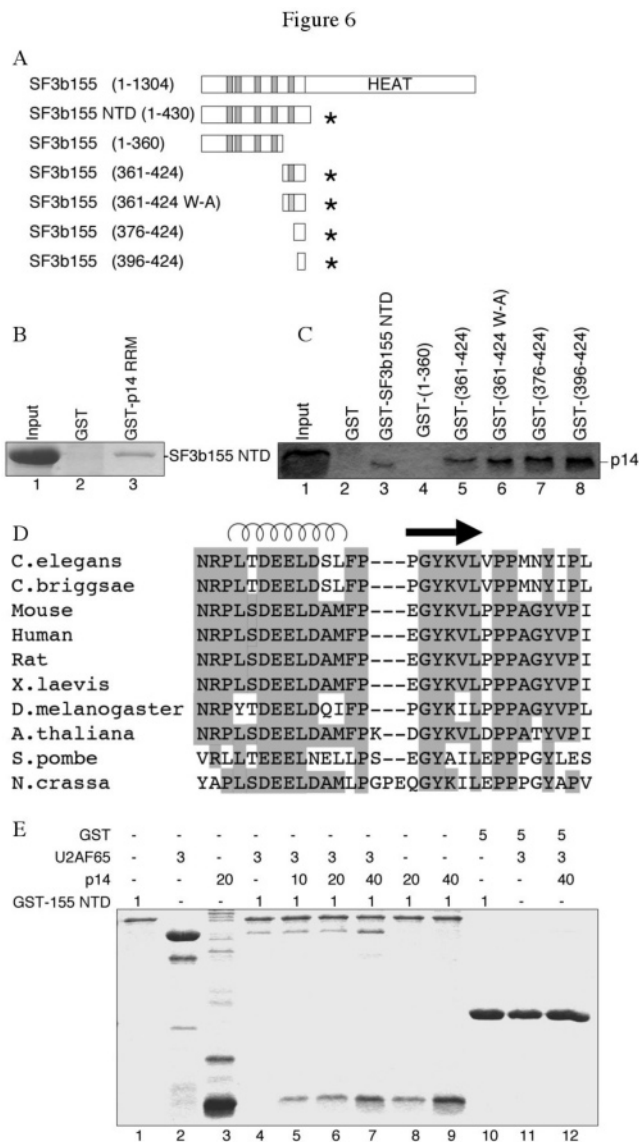 Figure 6
A
SF3b155 (1-1304) HEAT
SF3b155 NTD (1-430) *
SF3b155 (1-360)
SF3b155 (361-424) *
SF3b155 (361-424 W-A) *
SF3b155 (376-424) *
SF3b155 (396-424) *
B
Input GST GST-p14 RRM
-SF3b155 NTD
1 2 3
C
Input GST GST-SF3b155 NTD GST-(1-360) GST-(361-424) GST-(361-424 W-A) GST-(376-424) GST-(396-424)
-p14
1 2 3 4 5 6 7 8
D
C.elegans NRPLTDEELDSLFP---PGYKVLVPPMNYIPL
C.briggsae NRPLTDEELDSLFP---PGYKVLVPPMNYIPL
Mouse NRPLSDEELDAMFP---EGYKVLPPPAGYVPI
Human NRPLSDEELDAMFP---EGYKVLPPPAGYVPI
Rat NRPLSDEELDAMFP---EGYKVLPPPAGYVPI
X.laevis NRPLSDEELDAMFP---EGYKVLPPPAGYVPI
D.melanogaster NRPYTDEELDQIFP---PGYKILPPPAGYVPI
A.thaliana NRPLSDEELDAMFPK--DGYKVLDPPATYVPI
S.pombe VRLLTEEELNELLPS--EGYAILEPPPGYLES
N.crassa YAPLSDEELDAMLPGPEQGYKILEPPPGYAPV
E
GST - - - - - - - - - 5 5 5
U2AF65 - 3 - 3 3 3 3 - - - 3 3
p14 - - 20 - 10 20 40 20 40 - - 40
GST-155 NTD 1 - - 1 1 1 1 1 1 1 - -
1 2 3 4 5 6 7 8 9 10 11 12